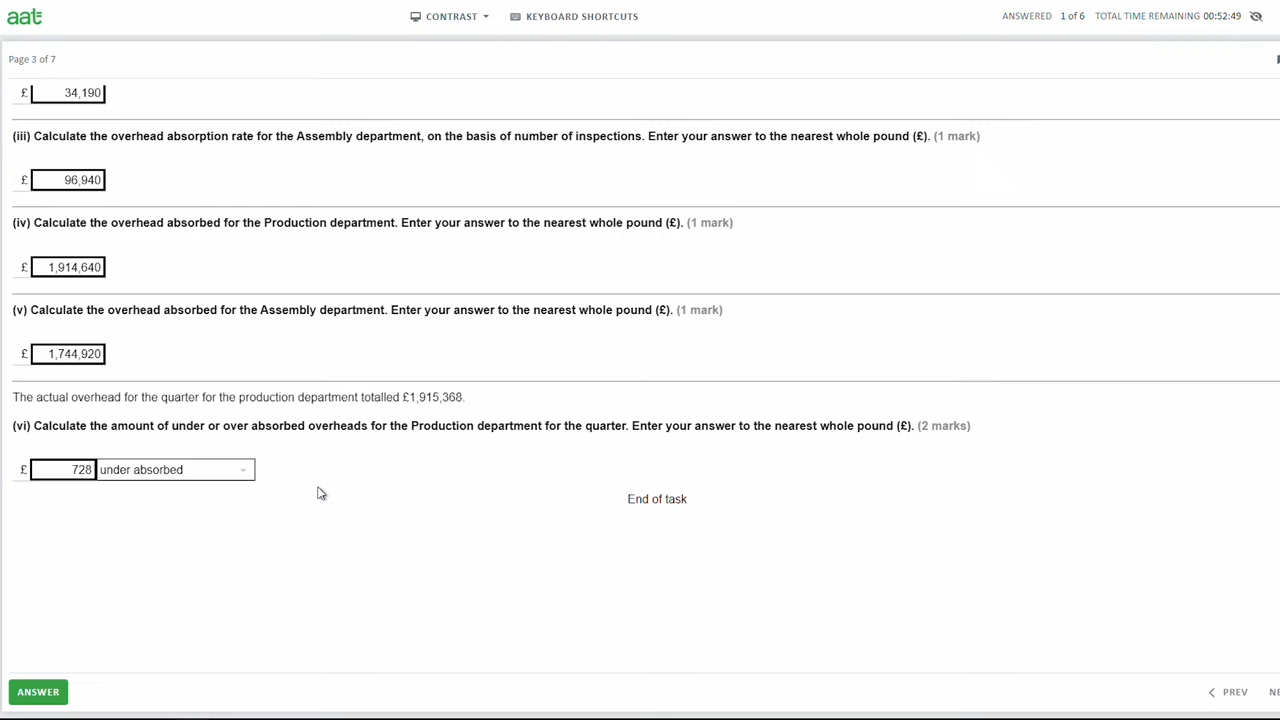 aat
CONTRAST
KEYBOARD SHORTCUTS
ANSWERED 1 of 6 TOTAL TIME REMAINING 00:52:49
Page 3 of 7
£ 34,190
(iii) Calculate the overhead absorption rate for the Assembly department, on the basis of number of inspections. Enter your answer to the nearest whole pound (£). (1 mark)
£ 96,940
(iv) Calculate the overhead absorbed for the Production department. Enter your answer to the nearest whole pound (£). (1 mark)
£ 1,914,640
(v) Calculate the overhead absorbed for the Assembly department. Enter your answer to the nearest whole pound (£). (1 mark)
£ 1,744,920
The actual overhead for the quarter for the production department totalled £1,915,368.
(vi) Calculate the amount of under or over absorbed overheads for the Production department for the quarter. Enter your answer to the nearest whole pound (£). (2 marks)
£ 728 under absorbed
End of task
ANSWER
PREV
NE